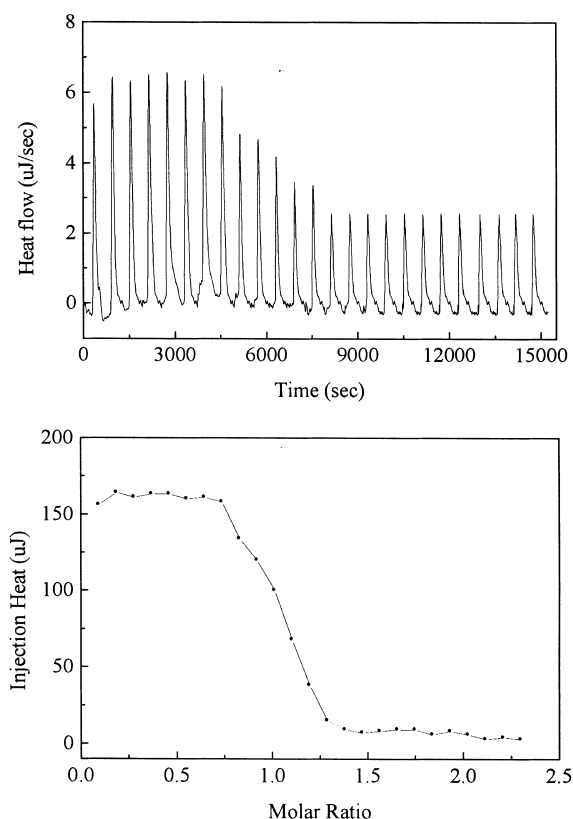 8
6
4
2
0
Heat flow (uJ/sec)
0 3000 6000 9000 12000 15000
Time (sec)
200
150
100
50
0
Injection Heat (uJ)
0.0 0.5 1.0 1.5 2.0 2.5
Molar Ratio